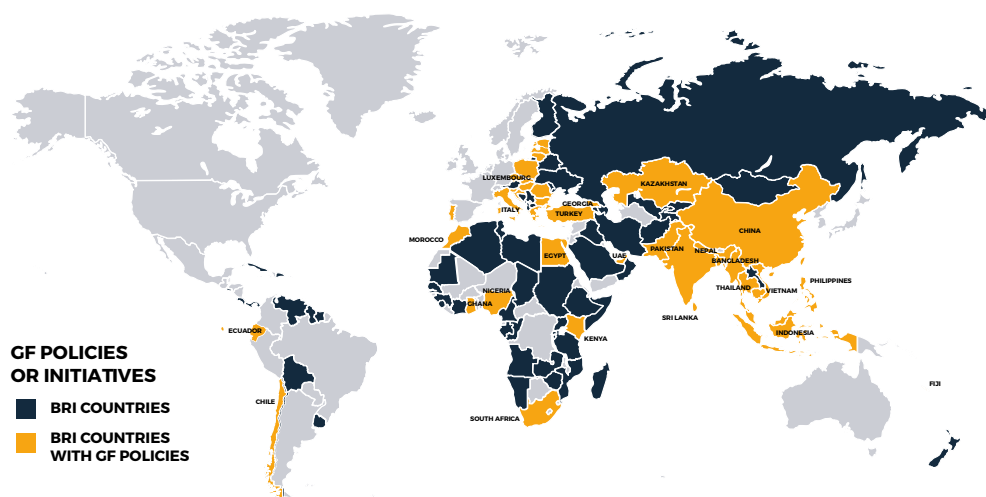 LUXEMBOURG
KAZAKHSTAN
GEORGIA
ITALY
TURKEY
CHINA
MOROCCO
PAKISTAN
NEPAL
EGYPT
UAE
BANGLADESH
PHILIPPINES
THAILAND
VIETNAM
NIGERIA
GHANA
SRI LANKA
ECUADOR
INDONESIA
KENYA
GF POLICIES
OR INITIATIVES
FIJI
CHILE
BRI COUNTRIES
SOUTH AFRICA
BRI COUNTRIES
WITH GF POLICIES